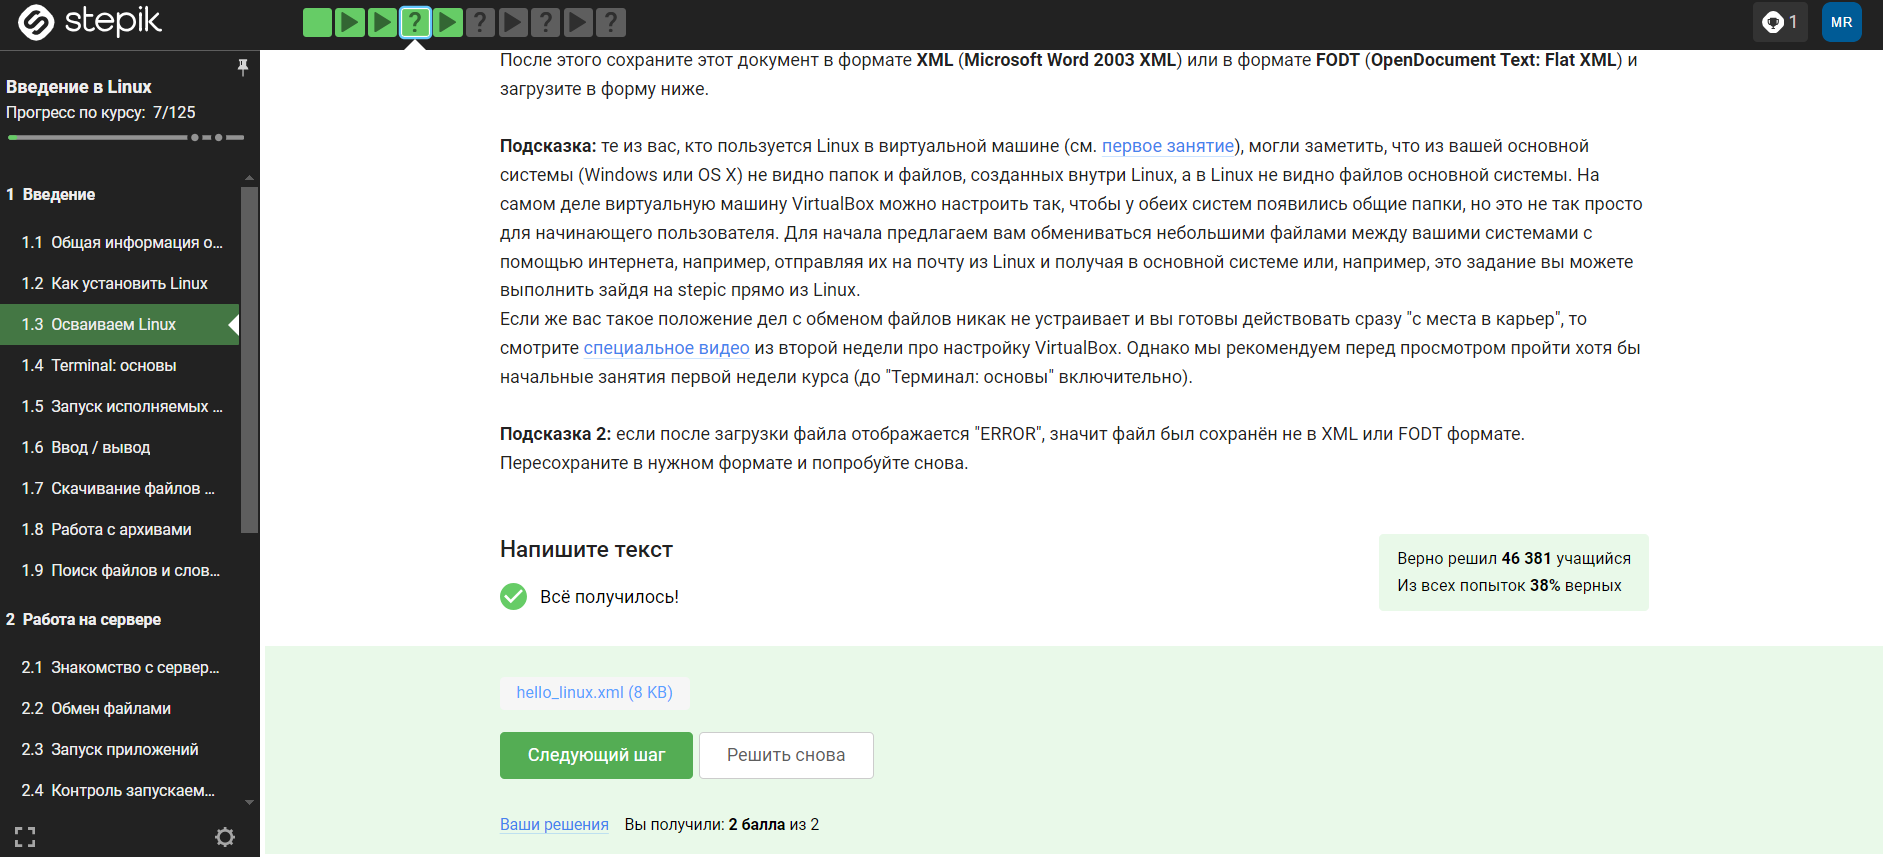 stepik
?
?
?
?
1
MR
Введение в Linux
Прогресс по курсу: 7/125
1 Введение
1.1 Общая информация о...
1.2 Как установить Linux
1.3 Осваиваем Linux
1.4 Terminal: основы
1.5 Запуск исполняемых ...
1.6 Ввод / вывод
1.7 Скачивание файлов ...
1.8 Работа с архивами
1.9 Поиск файлов и слов...
2 Работа на сервере
2.1 Знакомство с сервер...
2.2 Обмен файлами
2.3 Запуск приложений
2.4 Контроль запускаем...
После этого сохраните этот документ в формате XML (Microsoft Word 2003 XML) или в формате FODT (OpenDocument Text: Flat XML) и
загрузите в форму ниже.
Подсказка: те из вас, кто пользуется Linux в виртуальной машине (см. первое занятие), могли заметить, что из вашей основной
системы (Windows или OS X) не видно папок и файлов, созданных внутри Linux, а в Linux не видно файлов основной системы. На
самом деле виртуальную машину VirtualBox можно настроить так, чтобы у обеих систем появились общие папки, но это не так просто
для начинающего пользователя. Для начала предлагаем вам обмениваться небольшими файлами между вашими системами с
помощью интернета, например, отправляя их на почту из Linux и получая в основной системе или, например, это задание вы можете
выполнить зайдя на stepic прямо из Linux.
Если же вас такое положение дел с обменом файлов никак не устраивает и вы готовы действовать сразу "с места в карьер", то
смотрите специальное видео из второй недели про настройку VirtualBox. Однако мы рекомендуем перед просмотром пройти хотя бы
начальные занятия первой недели курса (до "Терминал: основы" включительно).
Подсказка 2: если после загрузки файла отображается "ERROR", значит файл был сохранён не в XML или FODT формате.
Пересохраните в нужном формате и попробуйте снова.
Напишите текст
Всё получилось!
Верно решил 46 381 учащийся
Из всех попыток 38% верных
hello_linux.xml (8 KB)
Следующий шаг
Решить снова
Ваши решения Вы получили: 2 балла из 2